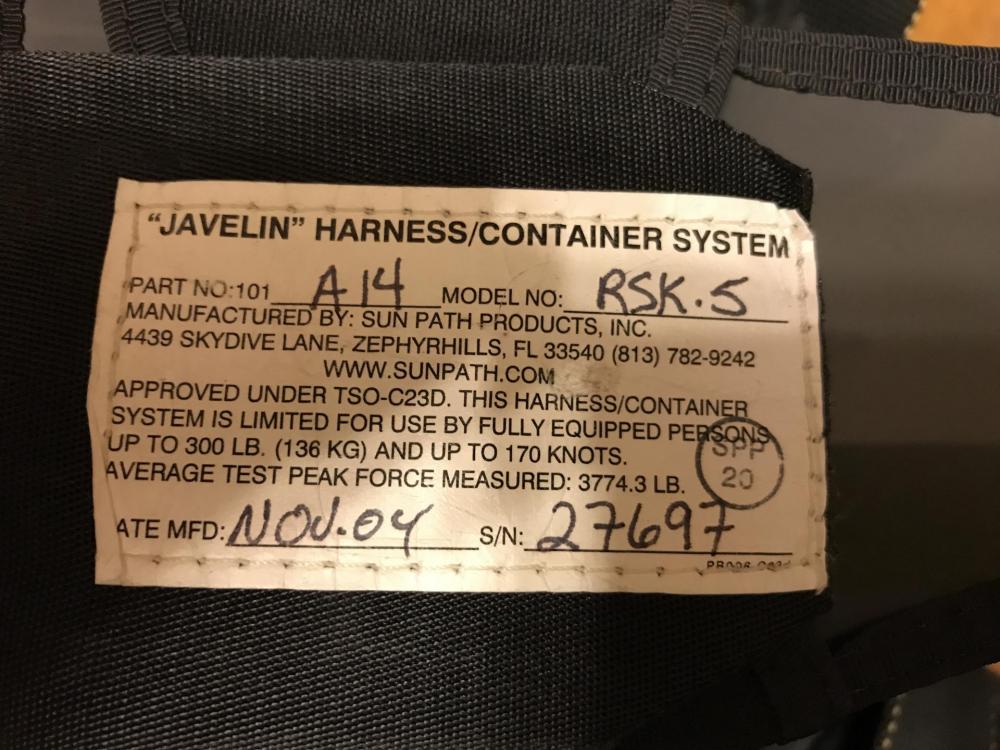 “JAVELIN” HARNESS/CONTAINER SYSTEM
PART NO:101 A14 MODEL NO: RSK.5
MANUFACTURED BY: SUN PATH PRODUCTS, INC.
4439 SKYDIVE LANE, ZEPHYRHILLS, FL 33540 (813) 782-9242
WWW.SUNPATH.COM
APPROVED UNDER TSO-C23D. THIS HARNESS/CONTAINER
SYSTEM IS LIMITED FOR USE BY FULLY EQUIPPED PERSONS
UP TO 300 LB. (136 KG) AND UP TO 170 KNOTS.
AVERAGE TEST PEAK FORCE MEASURED: 3774.3 LB.
SPP
20
ATE MFD: NOV.04 S/N: 27697